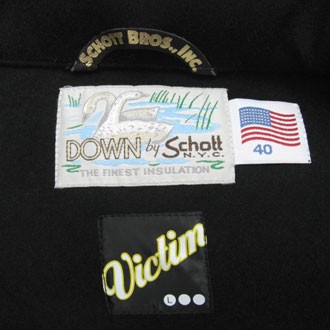 SCHOTT BROS., INC.
DOWN by Schott
N.Y.C.
THE FINEST INSULATION
40
Victim
L